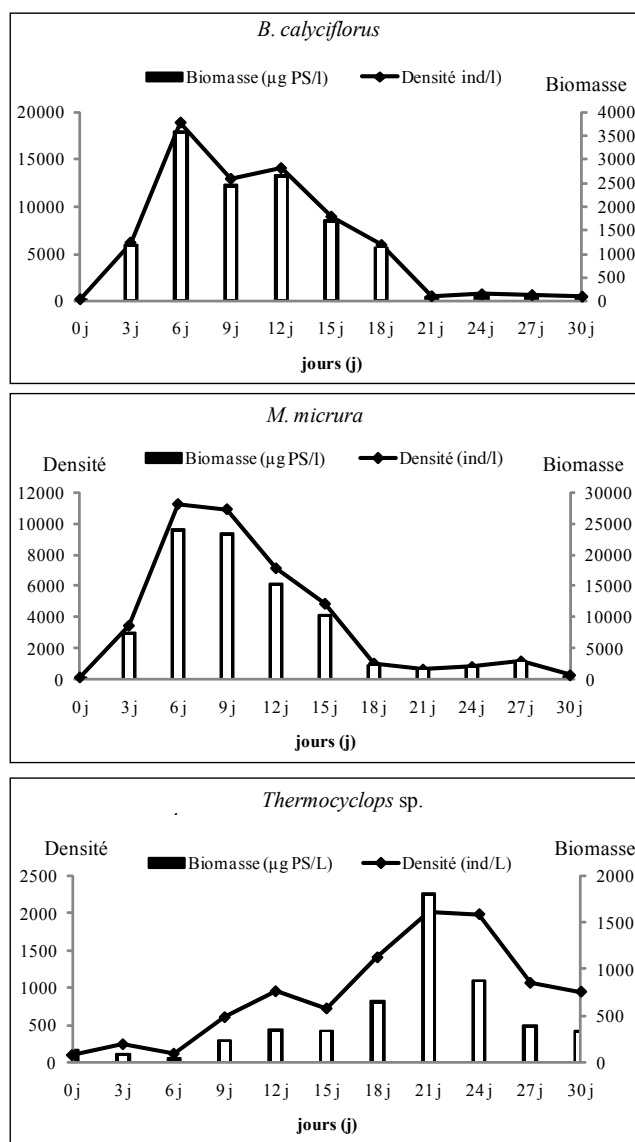 B. calyciflorus
Biomasse (µg PS/l) Densité ind/l Biomasse
20000 4000
3500
15000 3000
2500
10000 2000
1500
5000 1000
500
0 0
0 j 3 j 6 j 9 j 12 j 15 j 18 j 21 j 24 j 27 j 30 j
jours (j)
M. micrura
Densité Biomasse (µg PS/l) Densité (ind/l) Biomasse
12000 30000
10000 25000
8000 20000
6000 15000
4000 10000
2000 5000
0 0
0 j 3 j 6 j 9 j 12 j 15 j 18 j 21 j 24 j 27 j 30 j
jours (j)
Thermocyclops sp.
Densité Biomasse (µg PS/L) Densité (ind/L) Biomasse
2500 2000
2000 1500
1500
1000 1000
500 500
0 0
0 j 3 j 6 j 9 j 12 j 15 j 18 j 21 j 24 j 27 j 30 j
jours (j)